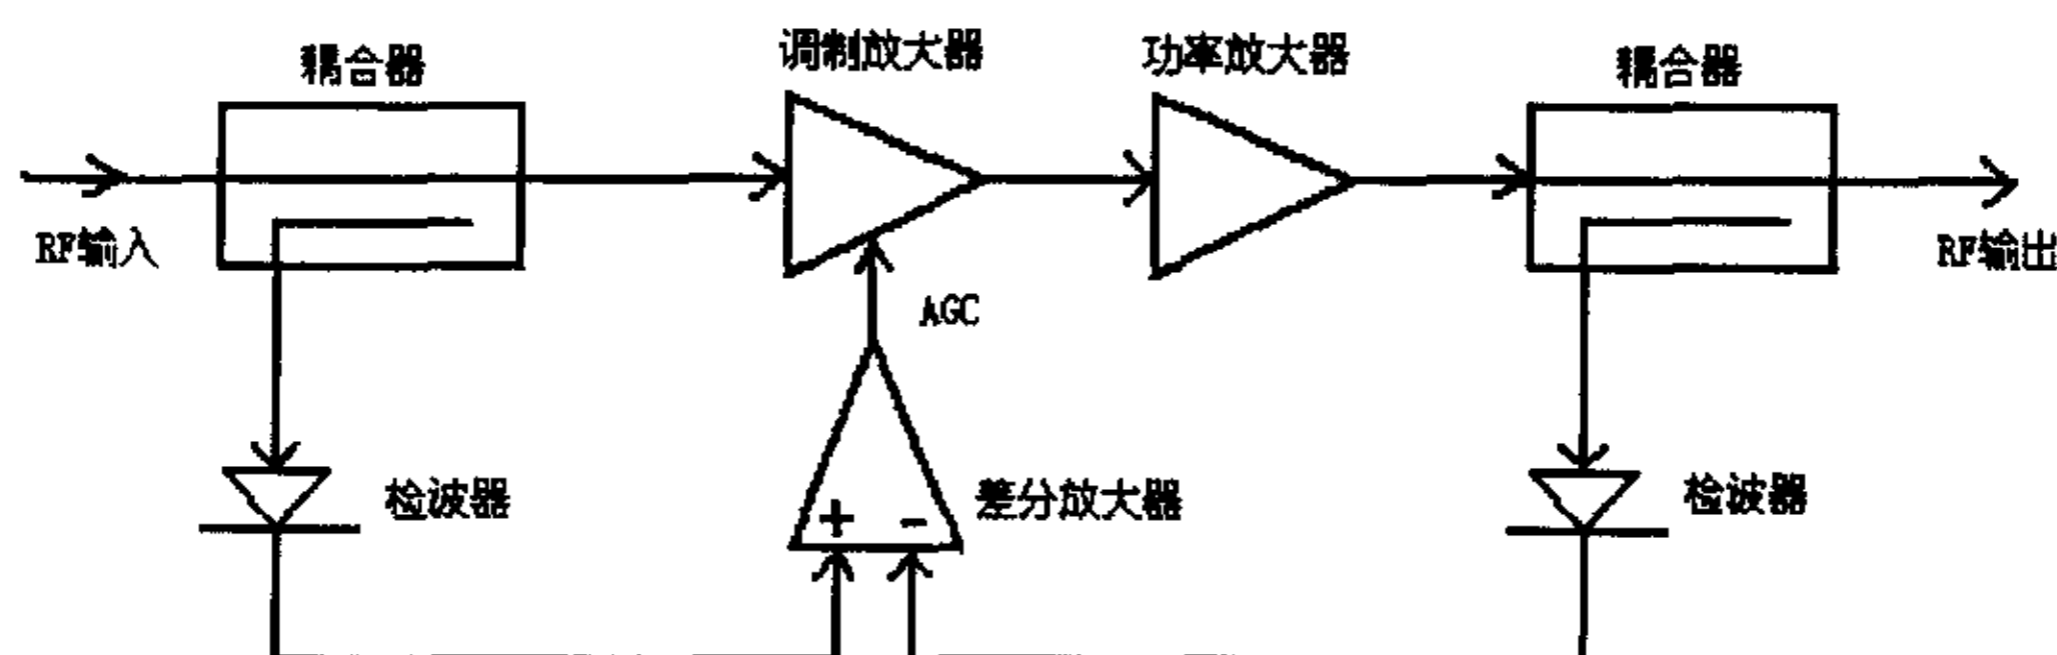 耦合器
调制放大器
功率放大器
耦合器
RF输入
RF输出
AGC
检波器
差分放大器
检波器
+ -